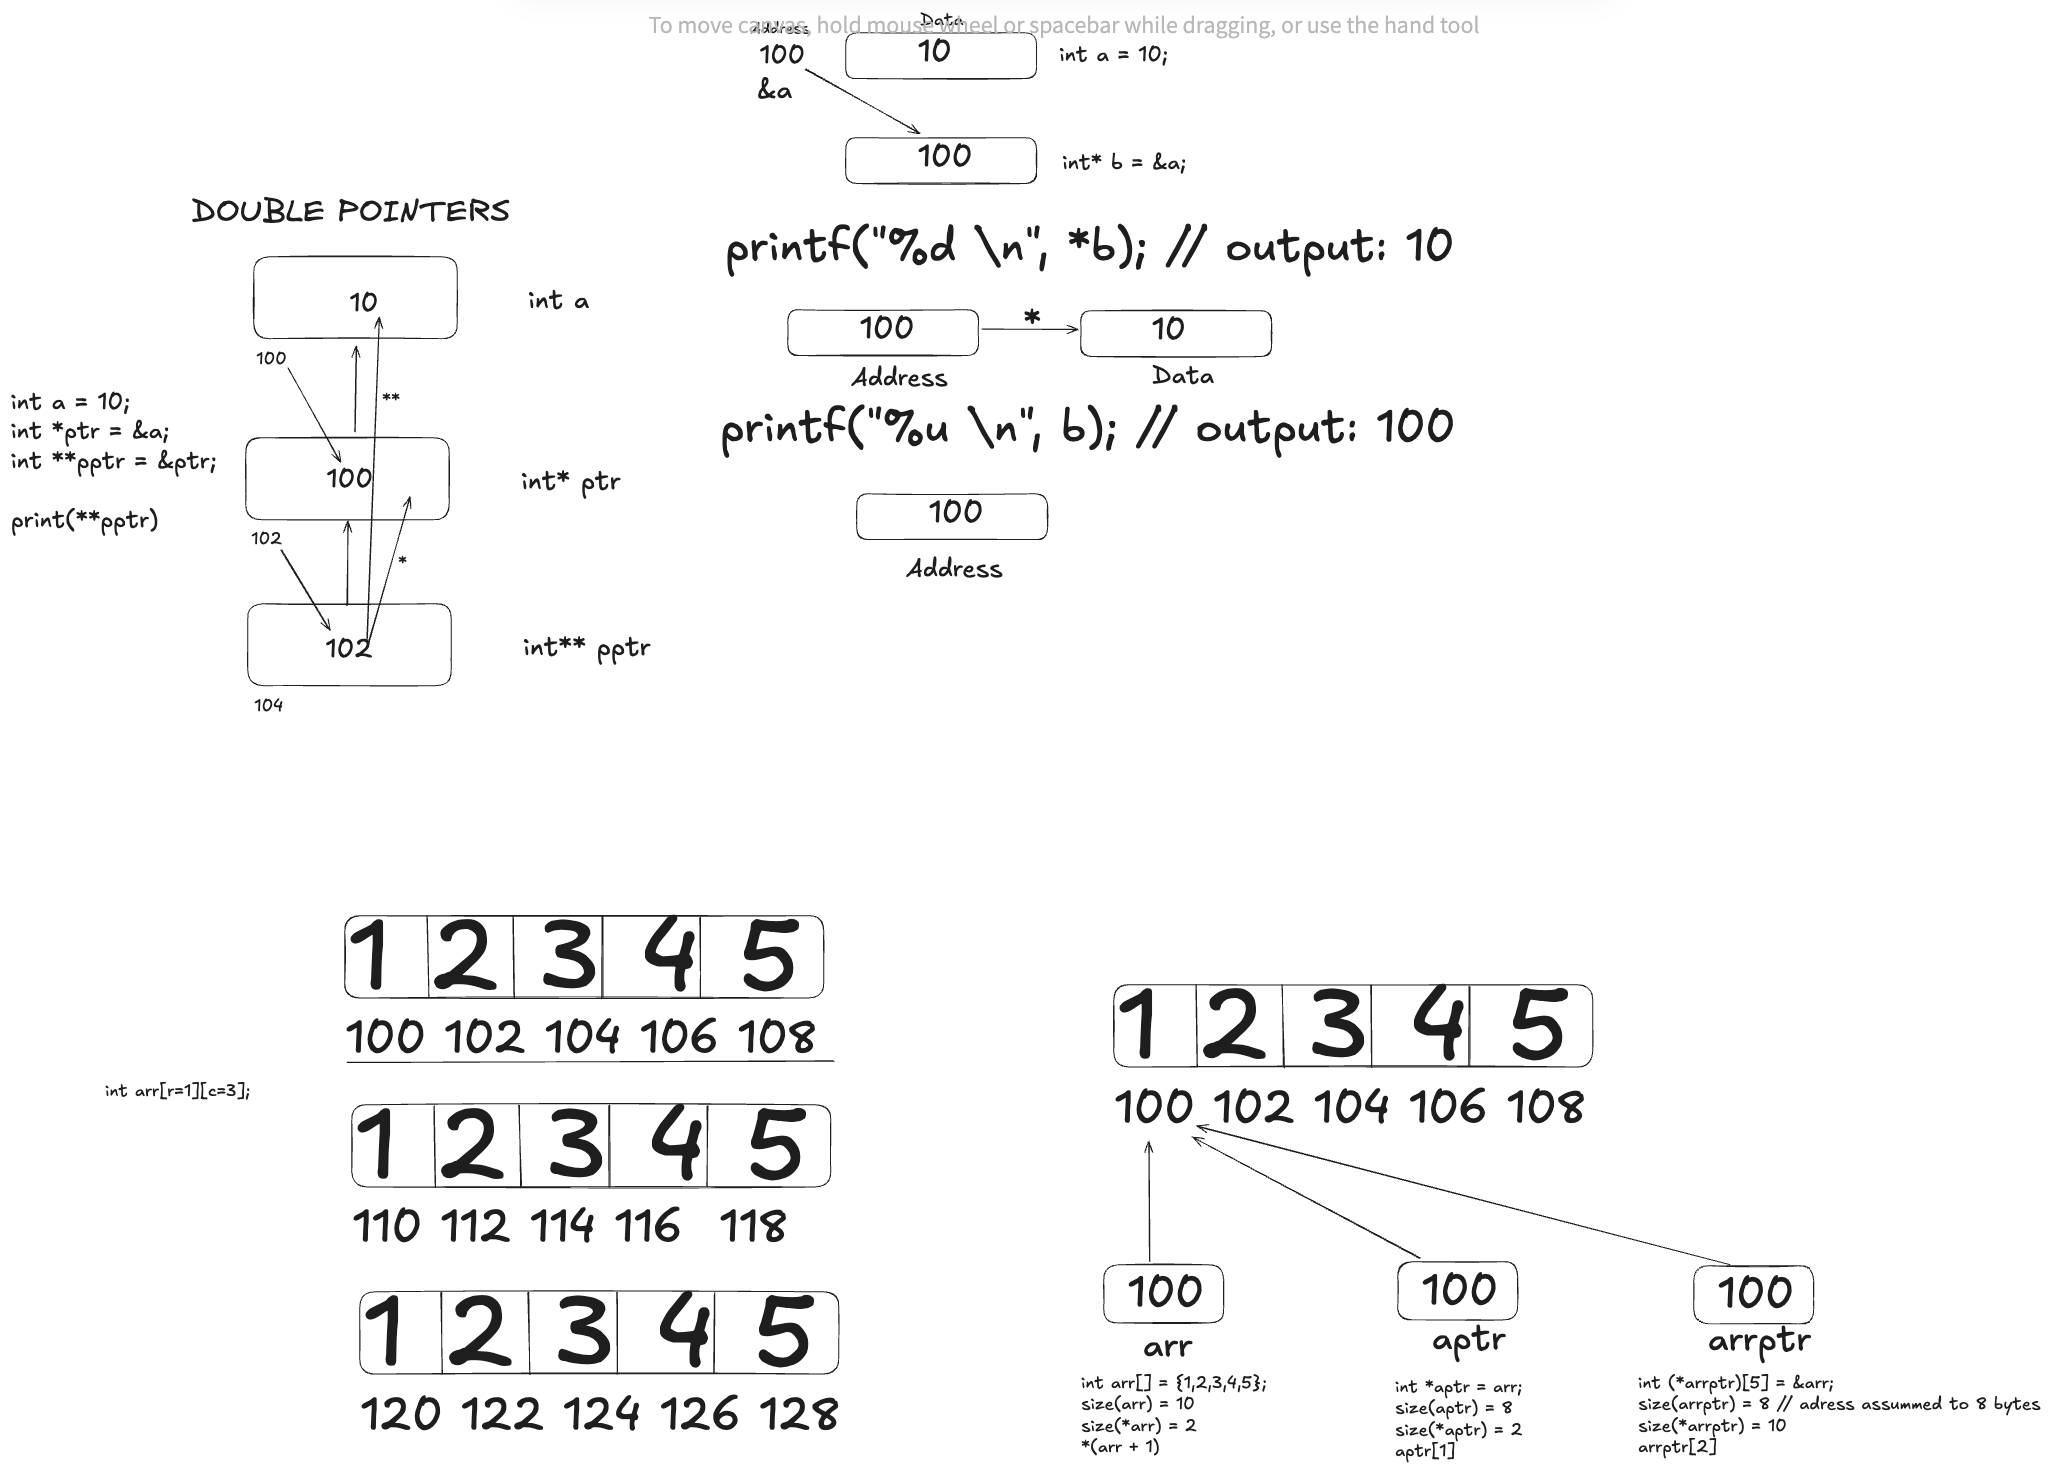 To move canvas, hold mouse wheel or spacebar while dragging, or use the hand tool
Address
Data
100
10
int a = 10;
&a
100
int* b = &a;
printf("%d \n", *b); // output: 10
100
*
10
Address
Data
printf("%u \n", b); // output: 100
100
Address
DOUBLE POINTERS
10
int a
100
**
int a = 10;
int *ptr = &a;
int **pptr = &ptr;
print(**pptr)
100
int* ptr
102
*
102
int** pptr
104
1 2 3 4 5
100 102 104 106 108
int arr[r=1][c=3];
1 2 3 4 5
110 112 114 116 118
1 2 3 4 5
120 122 124 126 128
1 2 3 4 5
100 102 104 106 108
100
arr
int arr[] = {1,2,3,4,5};
size(arr) = 10
size(*arr) = 2
*(arr + 1)
100
aptr
int *aptr = arr;
size(aptr) = 8
size(*aptr) = 2
aptr[1]
100
arrptr
int (*arrptr)[5] = &arr;
size(arrptr) = 8 // adress assummed to 8 bytes
size(*arrptr) = 10
arrptr[2]